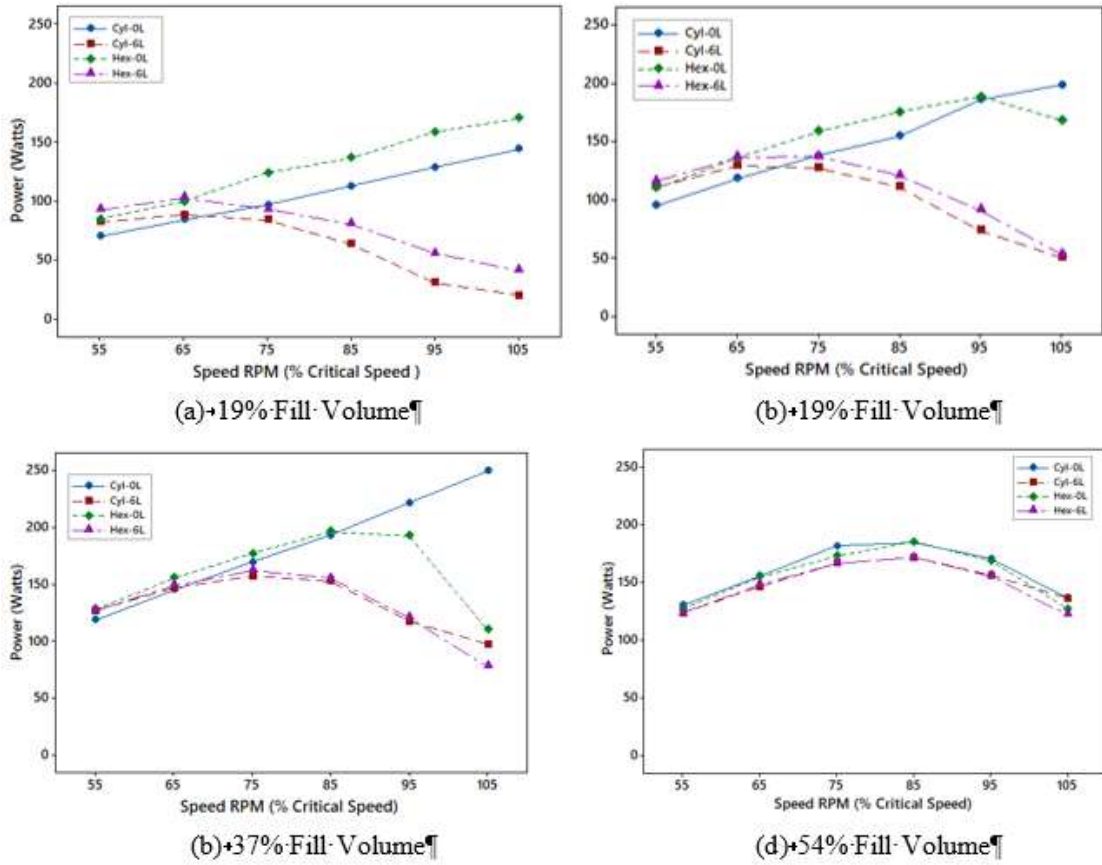 250
200
150
100
50
0
Power (Watts)
Cyl-0L
Cyl-6L
Hex-0L
Hex-6L
55 65 75 85 95 105
Speed RPM (% Critical Speed )
(a)→19%·Fill·Volume¶
250
200
150
100
50
0
Power (Watts)
Cyl-0L
Cyl-6L
Hex-0L
Hex-6L
55 65 75 85 95 105
Speed RPM (% Critical Speed)
(b)→19%·Fill·Volume¶
250
200
150
100
50
0
Power (Watts)
Cyl-0L
Cyl-6L
Hex-0L
Hex-6L
55 65 75 85 95 105
Speed RPM (% Critical Speed)
(b)→37%·Fill·Volume¶
250
200
150
100
50
0
Power (Watts)
Cyl-0L
Cyl-6L
Hex-0L
Hex-6L
55 65 75 85 95 105
Speed RPM (% Critical Speed)
(d)→54%·Fill·Volume¶